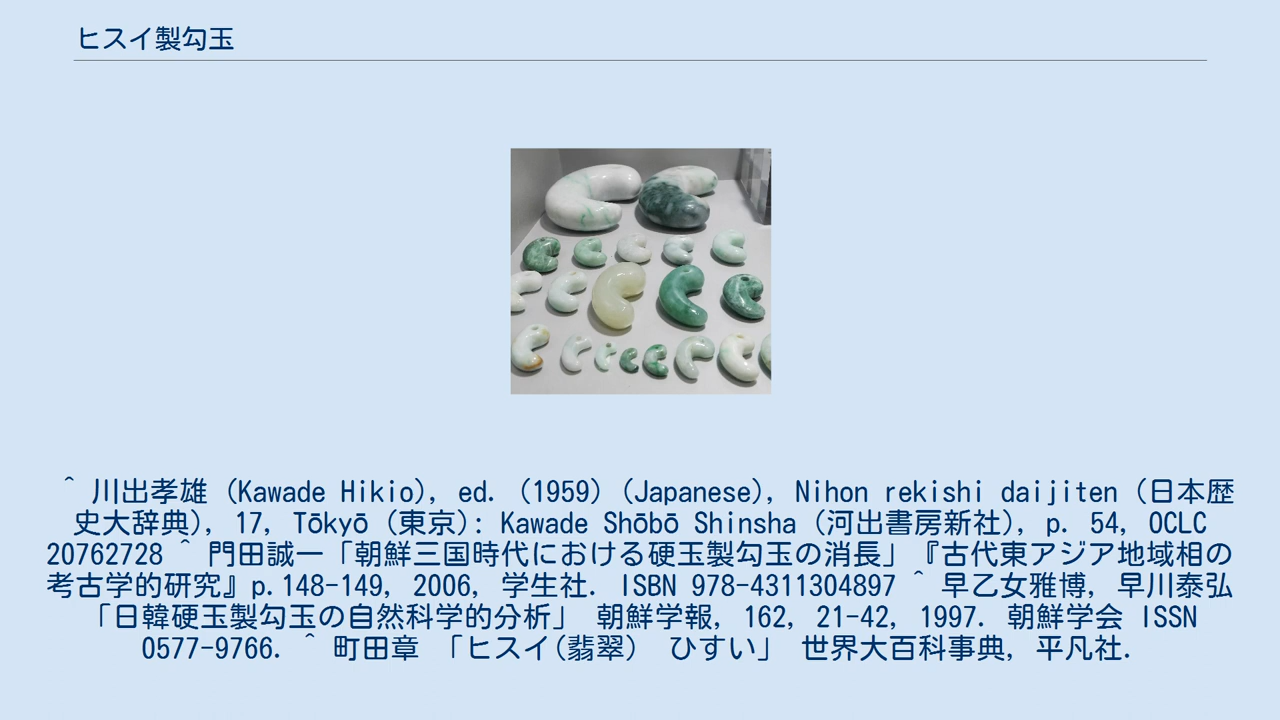 ヒスイ製勾玉
^ 川出孝雄 (Kawade Hikio), ed. (1959) (Japanese), Nihon rekishi daijiten (日本歴
史大辞典), 17, Tōkyō (東京): Kawade Shōbō Shinsha (河出書房新社), p. 54, OCLC
20762728 ^ 門田誠一「朝鮮三国時代における硬玉製勾玉の消長」『古代東アジア地域相の
考古学的研究』p.148-149, 2006, 学生社. ISBN 978-4311304897 ^ 早乙女雅博, 早川泰弘
「日韓硬玉製勾玉の自然科学的分析」 朝鮮学報, 162, 21-42, 1997. 朝鮮学会 ISSN
0577-9766. ^ 町田章 「ヒスイ(翡翠) ひすい」 世界大百科事典, 平凡社.